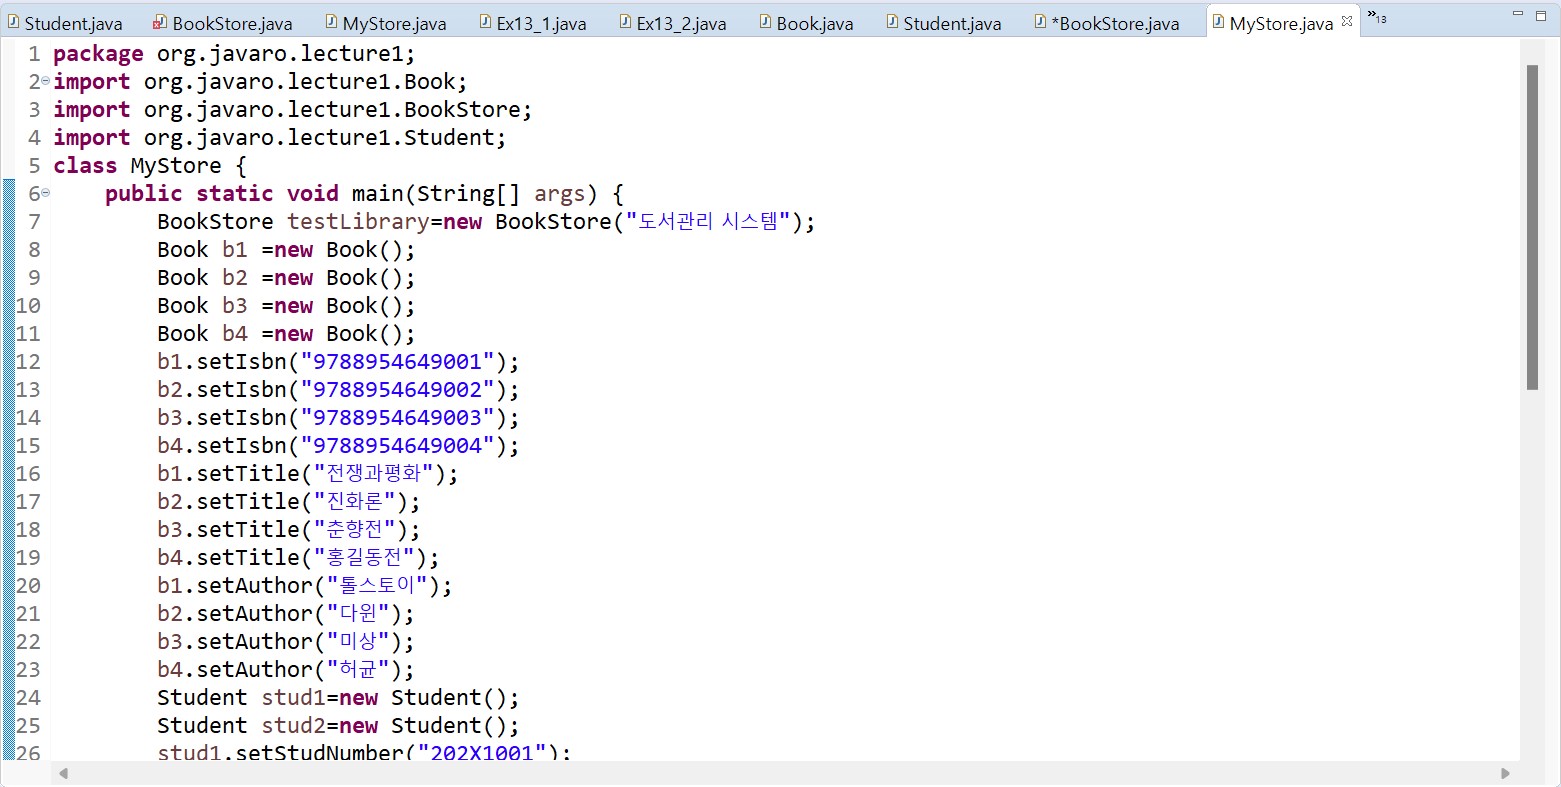 Student.java BookStore.java MyStore.java Ex13_1.java Ex13_2.java Book.java Student.java *BookStore.java MyStore.java »13
1 package org.javaro.lecture1;
2 import org.javaro.lecture1.Book;
3 import org.javaro.lecture1.BookStore;
4 import org.javaro.lecture1.Student;
5 class MyStore {
6 public static void main(String[] args) {
7 BookStore testLibrary=new BookStore("도서관리 시스템");
8 Book b1 =new Book();
9 Book b2 =new Book();
10 Book b3 =new Book();
11 Book b4 =new Book();
12 b1.setIsbn("9788954649001");
13 b2.setIsbn("9788954649002");
14 b3.setIsbn("9788954649003");
15 b4.setIsbn("9788954649004");
16 b1.setTitle("전쟁과평화");
17 b2.setTitle("진화론");
18 b3.setTitle("춘향전");
19 b4.setTitle("홍길동전");
20 b1.setAuthor("톨스토이");
21 b2.setAuthor("다윈");
22 b3.setAuthor("미상");
23 b4.setAuthor("허균");
24 Student stud1=new Student();
25 Student stud2=new Student();
26 stud1.setStudNumber("202X1001");